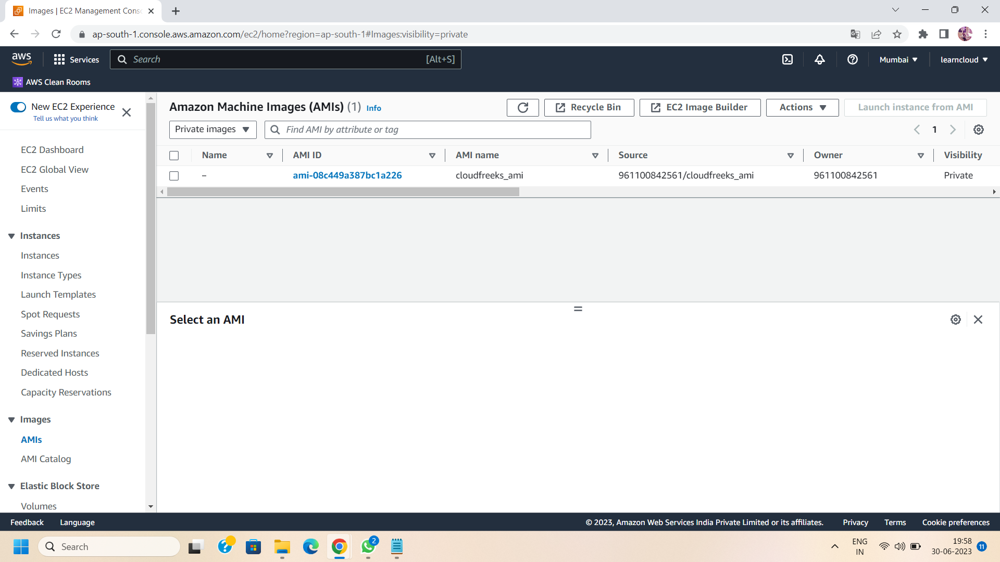 Images | EC2 Management Conso
ap-south-1.console.aws.amazon.com/ec2/home?region=ap-south-1#Images:visibility=private
aws
Services
Search
[Alt+S]
Mumbai
learncloud
AWS Clean Rooms
New EC2 Experience
Tell us what you think
EC2 Dashboard
EC2 Global View
Events
Limits
Instances
Instances
Instance Types
Launch Templates
Spot Requests
Savings Plans
Reserved Instances
Dedicated Hosts
Capacity Reservations
Images
AMIs
AMI Catalog
Elastic Block Store
Volumes
Amazon Machine Images (AMIs) (1) Info
Recycle Bin
EC2 Image Builder
Actions
Launch instance from AMI
Private images
Find AMI by attribute or tag
1
Name AMI ID AMI name Source Owner Visibility
– ami-08c449a387bc1a226 cloudfreeks_ami 961100842561/cloudfreeks_ami 961100842561 Private
Select an AMI
Feedback Language
© 2023, Amazon Web Services India Private Limited or its affiliates.
Privacy Terms Cookie preferences
Search
2
ENG
IN
19:58
30-06-2023
11